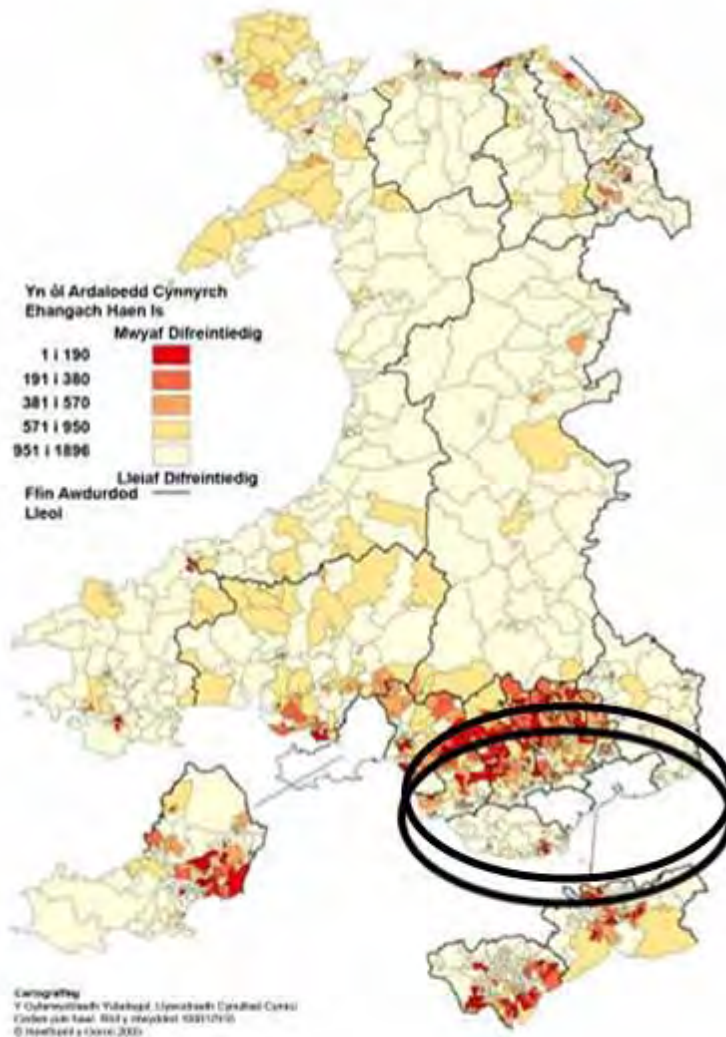 Yn ôl Ardaloedd Cynnyrch
Ehangach Haen Is
Mwyaf Difreintiedig
1 i 190
191 i 380
381 i 570
571 i 950
951 i 1896
Lleiaf Difreintiedig
Ffin Awdurdod
Lleol
Cartograffeg